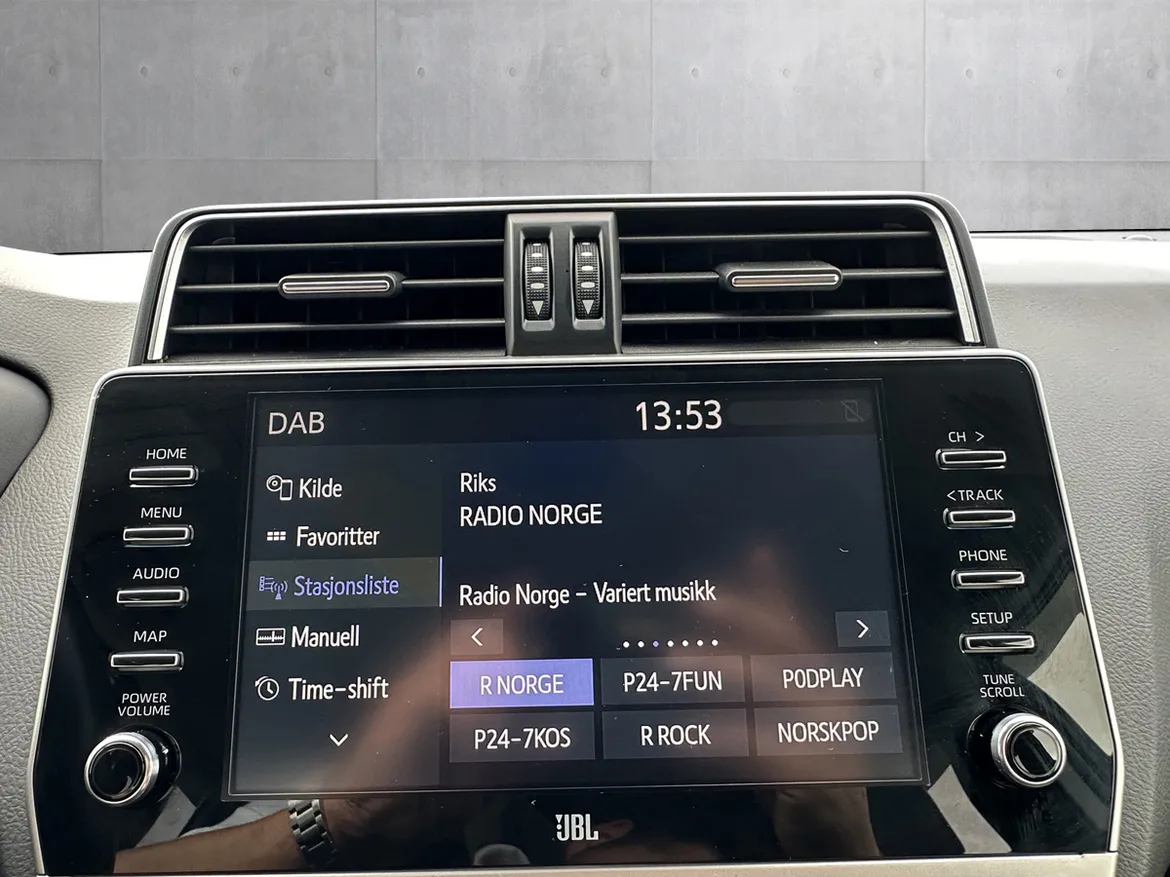 DAB
13:53
HOME
MENU
AUDIO
MAP
POWER
VOLUME
Kilde
Favoritter
Stasjonsliste
Manuell
Time-shift
Riks
RADIO NORGE
Radio Norge - Variert musikk
<
>
R NORGE
P24-7FUN
PODPLAY
P24-7KOS
R ROCK
NORSKPOP
CH >
< TRACK
PHONE
SETUP
TUNE
SCROLL
JBL